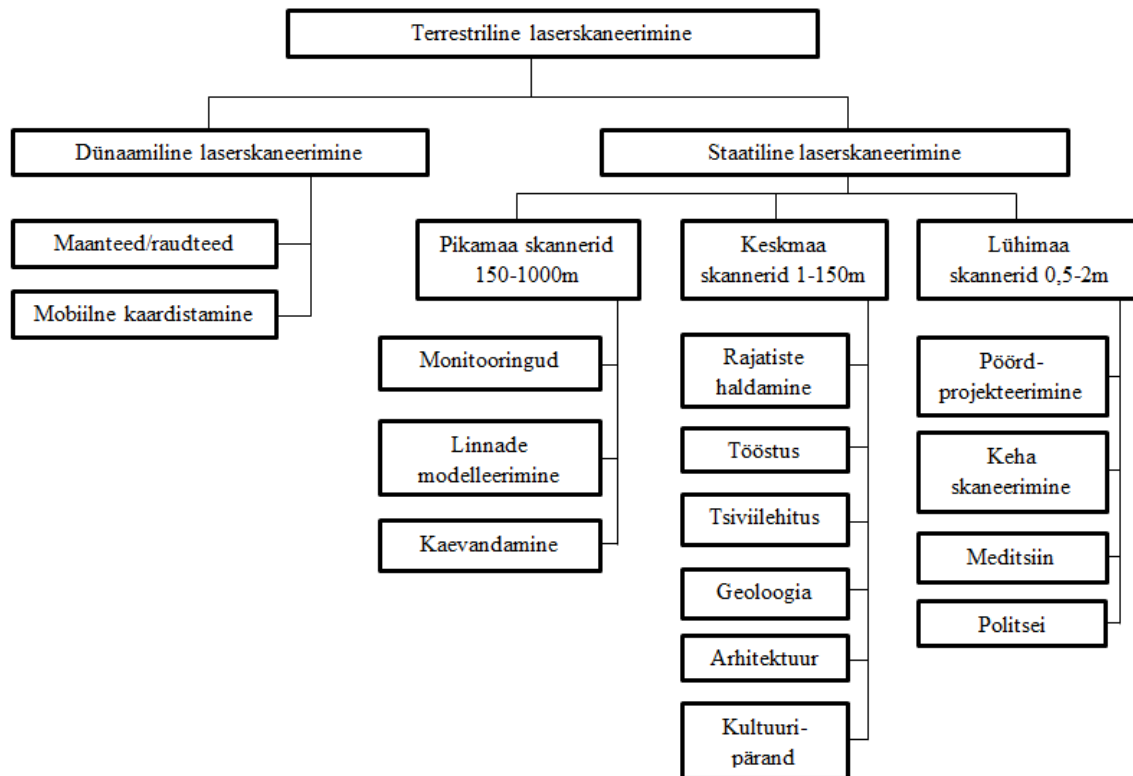 Terrestriline laserskaneerimine
Dünaamiline laserskaneerimine
Maanteed/raudteed
Mobiilne kaardistamine
Staatiline laserskaneerimine
Pikamaa skannerid
150-1000m
Monitooringud
Linnade
modelleerimine
Kaevandamine
Keskmaa
skannerid 1-150m
Rajatiste
haldamine
Tööstus
Tsiviilehitus
Geoloogia
Arhitektuur
Kultuuri-
pärand
Lühimaa
skannerid 0,5-2m
Pöörd-
projekteerimine
Keha
skaneerimine
Meditsiin
Politsei